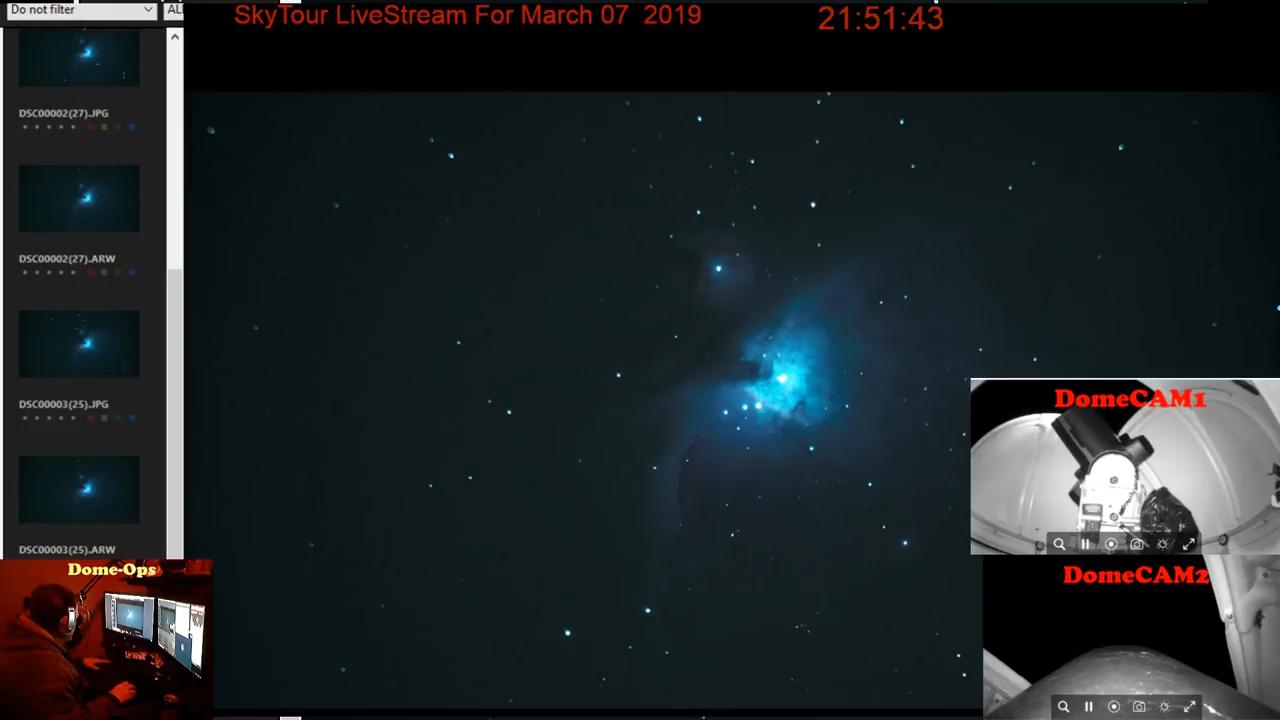 Do not filter
AL
SkyTour LiveStream For March 07 2019
21:51:43
DSC00002(27).JPG
DSC00002(27).ARW
DSC00003(25).JPG
DSC00003(25).ARW
DomeCAM1
Dome-Ops
DomeCAM2